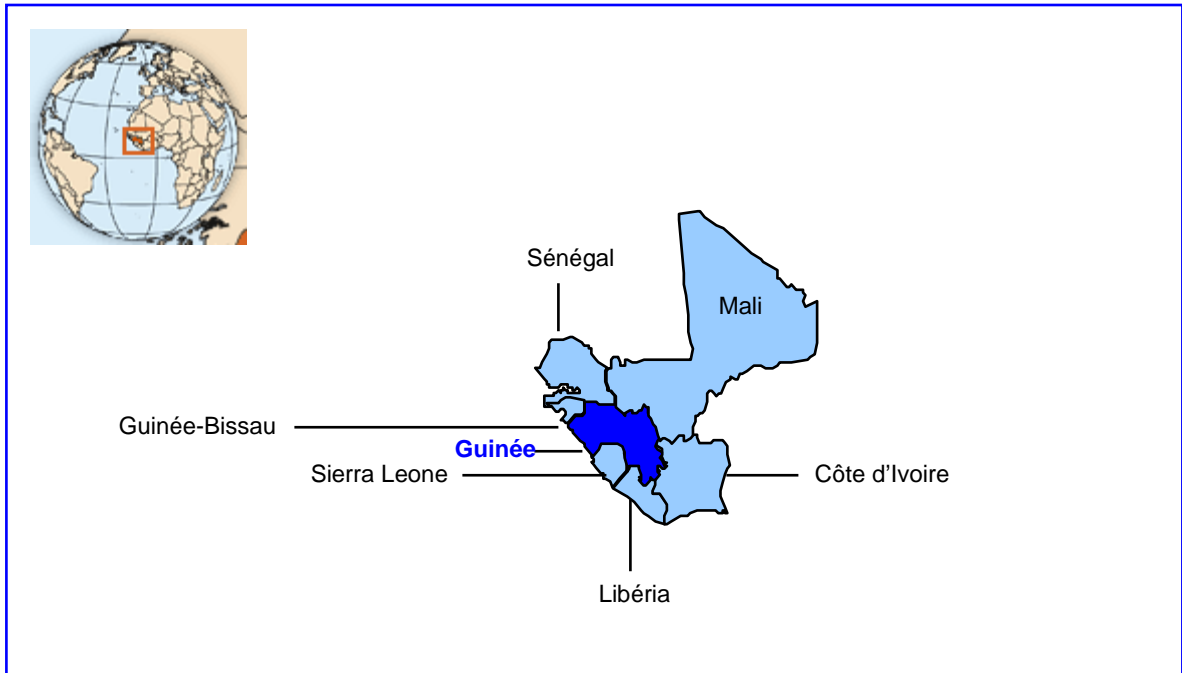 Sénégal
Mali
Guinée-Bissau
Guinée
Sierra Leone
Côte d'Ivoire
Libéria